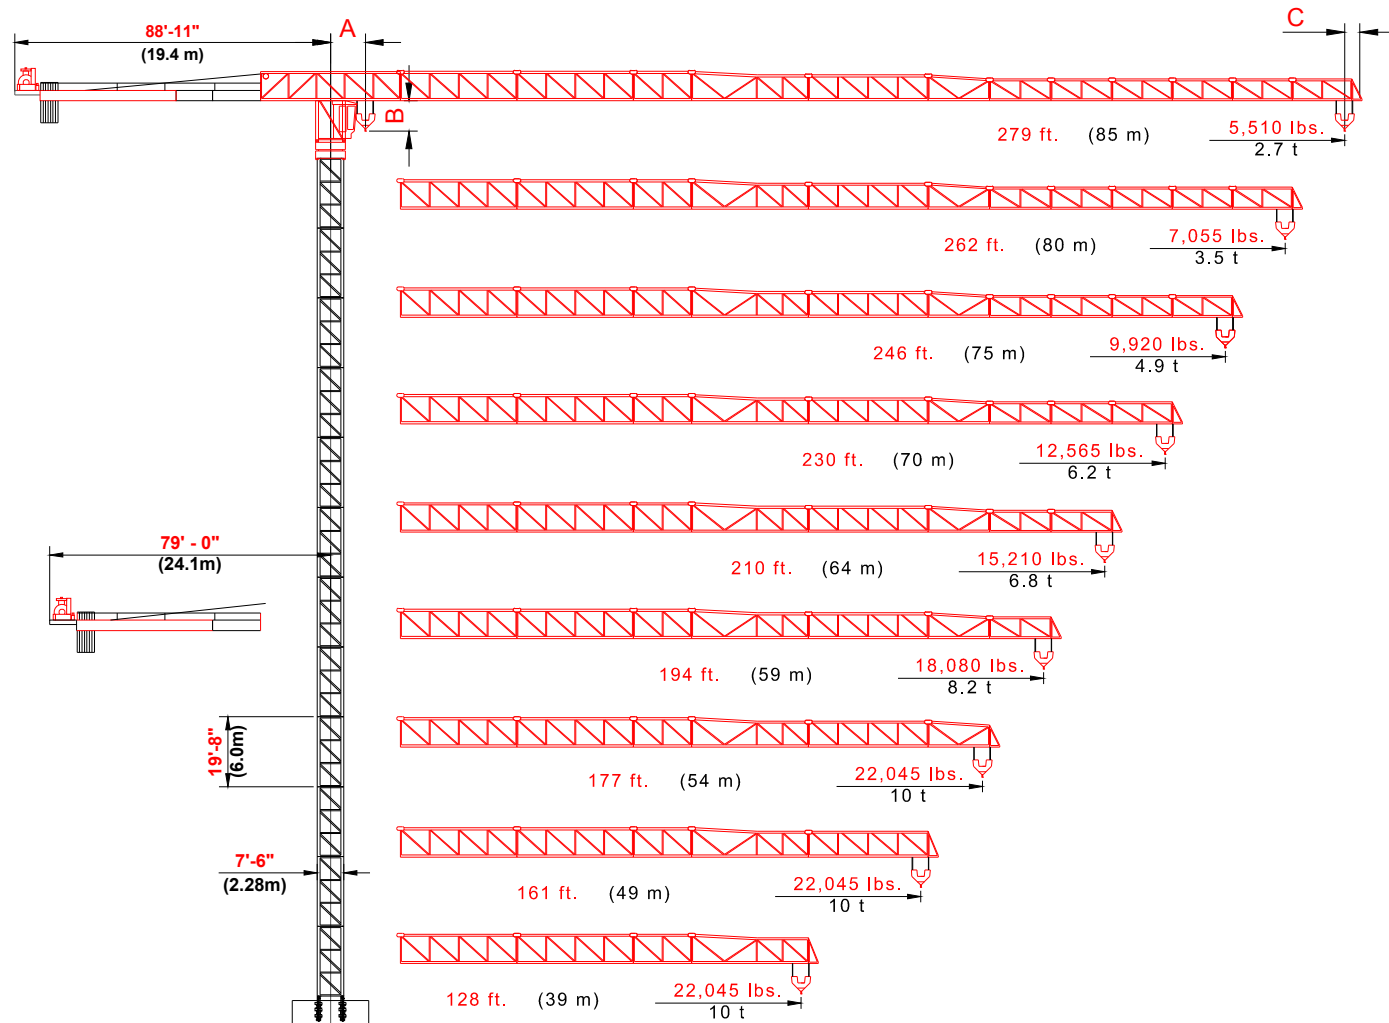 88'-11"
(19.4 m)
A
C
B
279 ft. (85 m)
5,510 lbs.
2.7 t
262 ft. (80 m)
7,055 lbs.
3.5 t
246 ft. (75 m)
9,920 lbs.
4.9 t
230 ft. (70 m)
12,565 lbs.
6.2 t
79' - 0"
(24.1m)
210 ft. (64 m)
15,210 lbs.
6.8 t
194 ft. (59 m)
18,080 lbs.
8.2 t
19'-8"
(6.0m)
177 ft. (54 m)
22,045 lbs.
10 t
7'-6"
(2.28m)
161 ft. (49 m)
22,045 lbs.
10 t
128 ft. (39 m)
22,045 lbs.
10 t